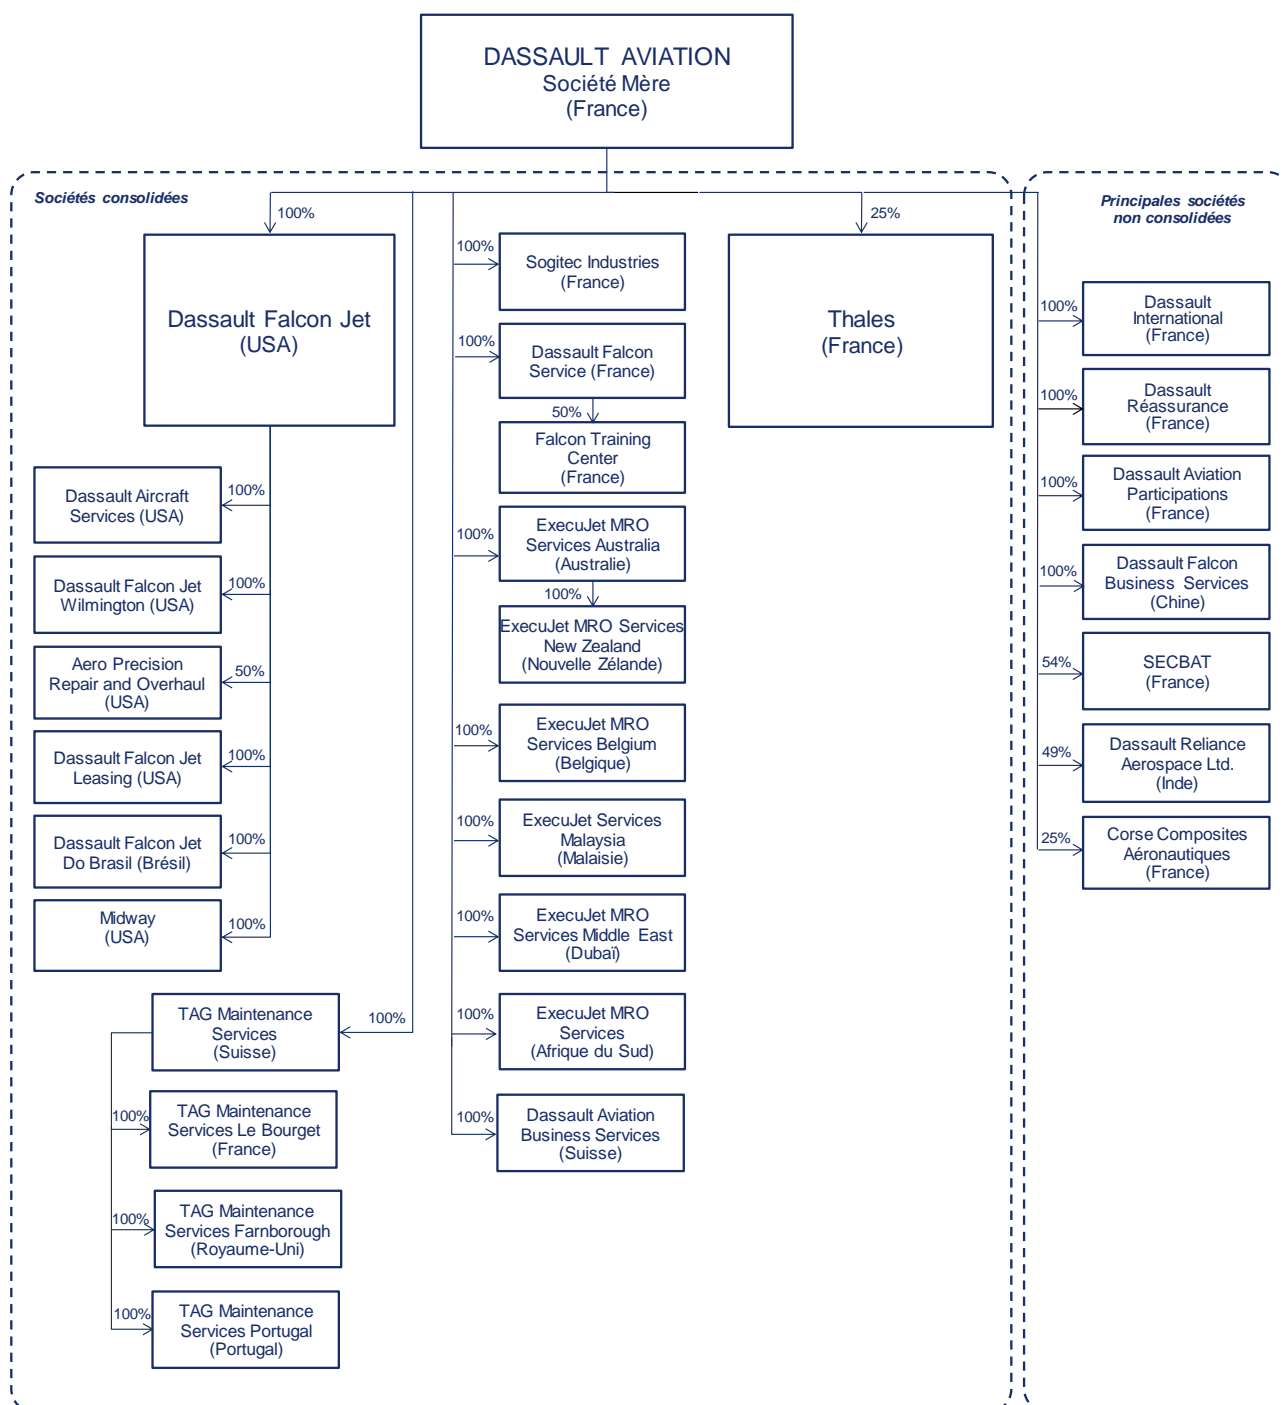 DASSAULT AVIATION
Société Mère
(France)
Sociétés consolidées
Principales sociétés
non consolidées
100%
Dassault Falcon Jet
(USA)
100%
Dassault Aircraft
Services (USA)
100%
Dassault Falcon Jet
Wilmington (USA)
50%
Aero Precision
Repair and Overhaul
(USA)
100%
Dassault Falcon Jet
Leasing (USA)
100%
Dassault Falcon Jet
Do Brasil (Brésil)
100%
Midway
(USA)
100%
TAG Maintenance
Services
(Suisse)
100%
TAG Maintenance
Services Le Bourget
(France)
100%
TAG Maintenance
Services Farnborough
(Royaume-Uni)
100%
TAG Maintenance
Services Portugal
(Portugal)
100%
Sogitec Industries
(France)
100%
Dassault Falcon
Service (France)
50%
Falcon Training
Center
(France)
100%
ExecuJet MRO
Services Australia
(Australie)
100%
ExecuJet MRO Services
New Zealand
(Nouvelle Zélande)
100%
ExecuJet MRO
Services Belgium
(Belgique)
100%
ExecuJet Services
Malaysia
(Malaisie)
100%
ExecuJet MRO
Services Middle East
(Dubaï)
100%
ExecuJet MRO
Services
(Afrique du Sud)
100%
Dassault Aviation
Business Services
(Suisse)
25%
Thales
(France)
100%
Dassault
International
(France)
100%
Dassault
Réassurance
(France)
100%
Dassault Aviation
Participations
(France)
100%
Dassault Falcon
Business Services
(Chine)
54%
SECBAT
(France)
49%
Dassault Reliance
Aerospace Ltd.
(Inde)
25%
Corse Composites
Aéronautiques
(France)